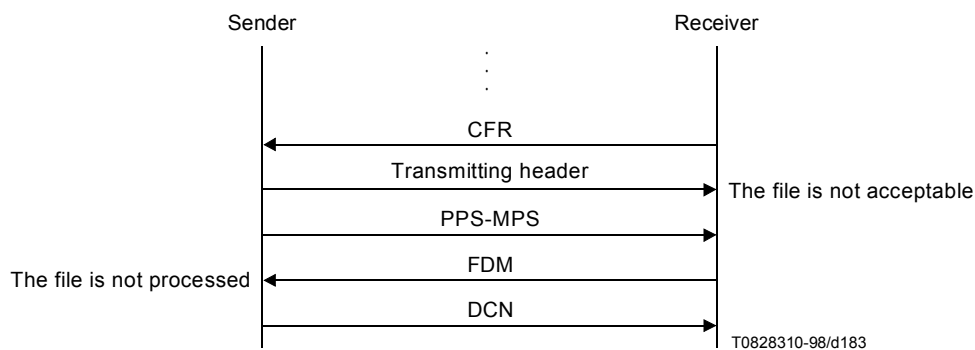 Sender
Receiver
.
.
.
CFR
Transmitting header
The file is not acceptable
PPS-MPS
FDM
The file is not processed
DCN
T0828310-98/d183